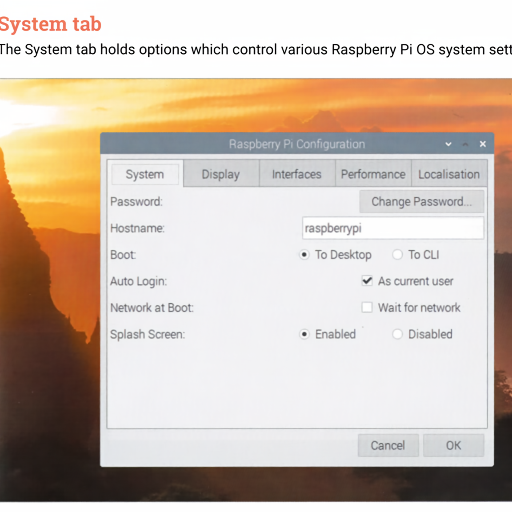 System tab
The System tab holds options which control various Raspberry Pi OS system
Raspberry Pi Configuration
System Display Interfaces Performance Localisation
Password: Change Password...
Hostname: raspberrypi
Boot: To Desktop To CLI
Auto Login: As current user
Network at Boot: Wait for network
Splash Screen: Enabled Disabled
Cancel OK